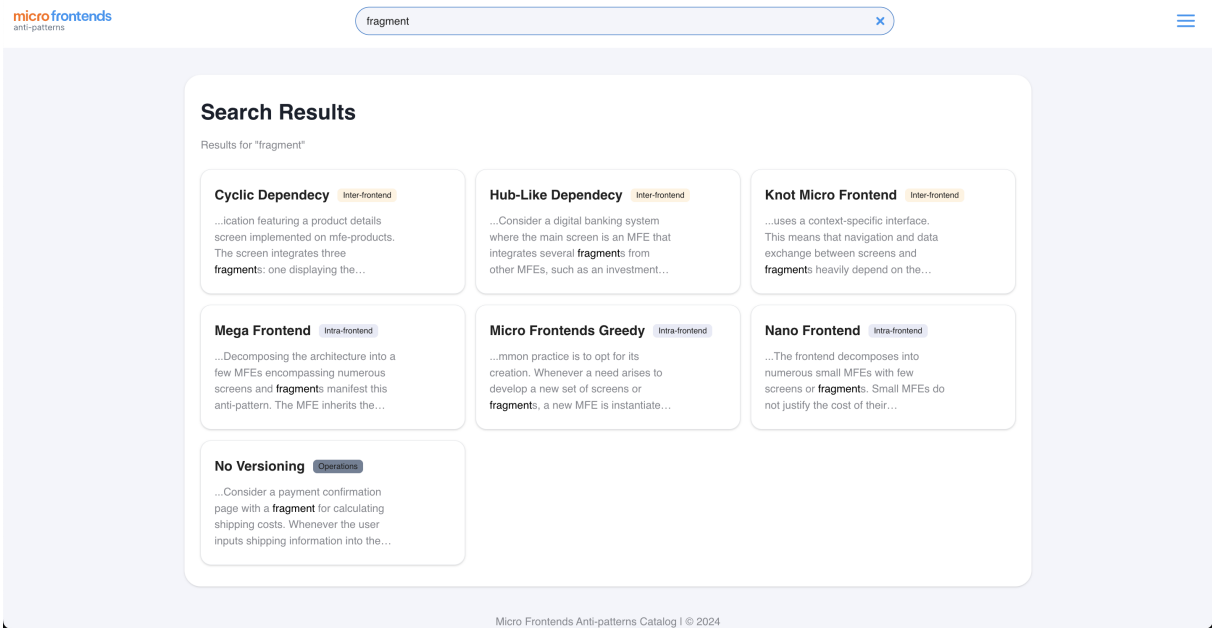 micro frontends
anti-patterns
fragment
Search Results
Results for "fragment"
Cyclic Dependecy
Inter-frontend
...ication featuring a product details
screen implemented on mfe-products.
The screen integrates three
fragments: one displaying the…
Hub-Like Dependecy
Inter-frontend
...Consider a digital banking system
where the main screen is an MFE that
integrates several fragments from
other MFEs, such as an investment…
Knot Micro Frontend
Inter-frontend
...uses a context-specific interface.
This means that navigation and data
exchange between screens and
fragments heavily depend on the…
Mega Frontend
Intra-frontend
...Decomposing the architecture into a
few MFEs encompassing numerous
screens and fragments manifest this
anti-pattern. The MFE inherits the…
Micro Frontends Greedy
Intra-frontend
...mmon practice is to opt for its
creation. Whenever a need arises to
develop a new set of screens or
fragments, a new MFE is instantiate…
Nano Frontend
Intra-frontend
...The frontend decomposes into
numerous small MFEs with few
screens or fragments. Small MFEs do
not justify the cost of their…
No Versioning
Operations
...Consider a payment confirmation
page with a fragment for calculating
shipping costs. Whenever the user
inputs shipping information into the…
Micro Frontends Anti-patterns Catalog | © 2024